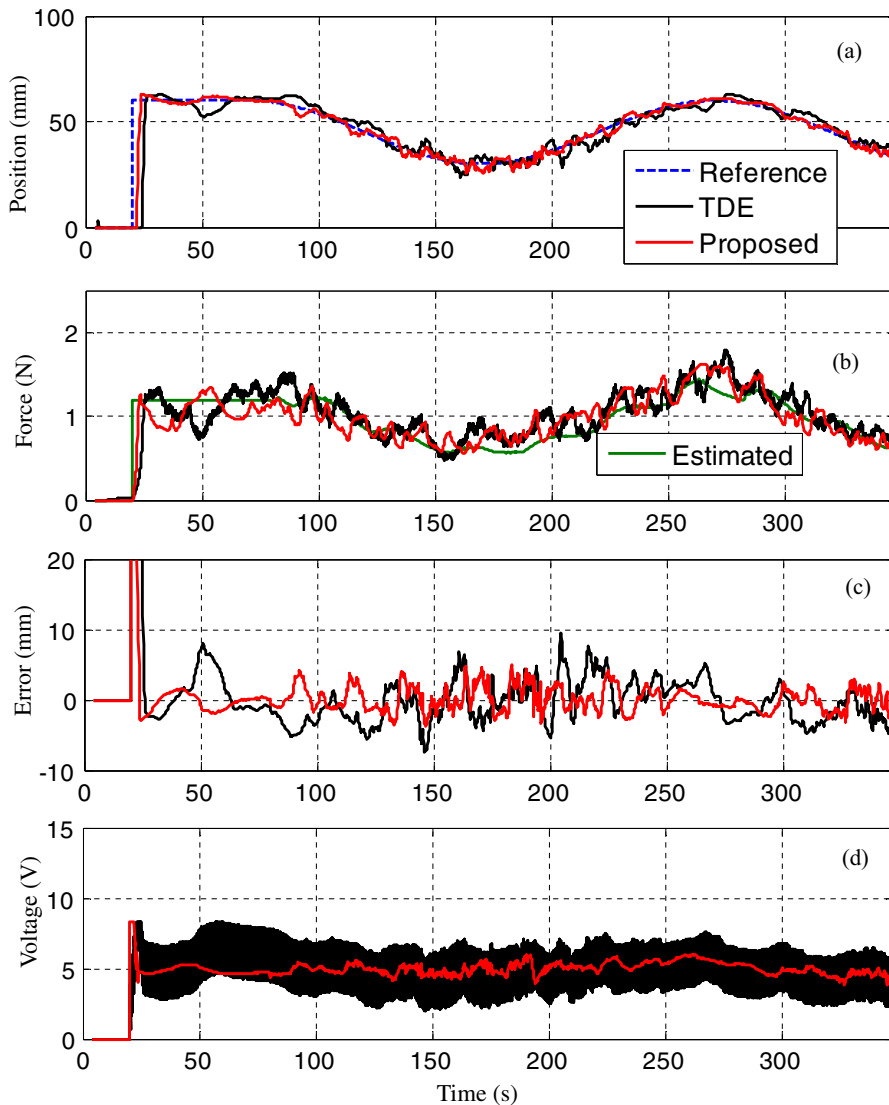 100
(a)
Position (mm)
50
Reference
TDE
Proposed
0
0 50 100 150 200
(b)
2
Force (N)
1
Estimated
0
0 50 100 150 200 250 300
20
(c)
Error (mm)
10
0
-10
0 50 100 150 200 250 300
15
(d)
Voltage (V)
10
5
0
0 50 100 150 200 250 300
Time (s)